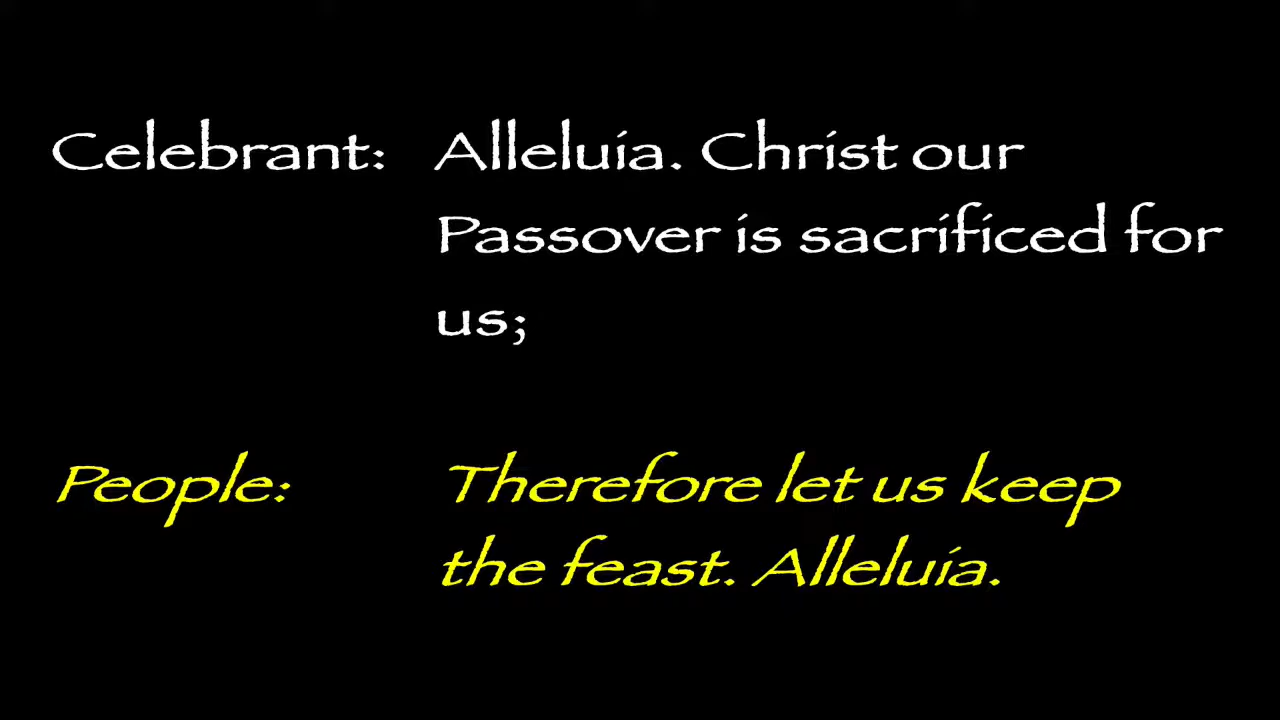 Celebrant: Alleluia. Christ our
Passover is sacrificed for
us;
People: Therefore let us keep
the feast. Alleluia.